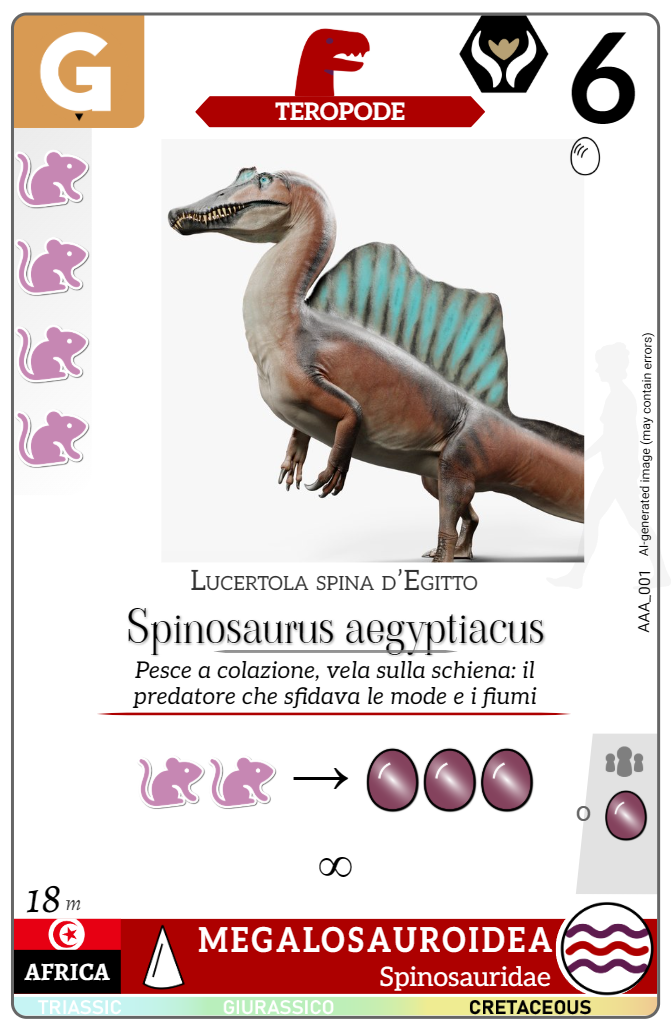 G
TEROPODE
6
AI-generated image (may contain errors)
AAA_001
Lucertola spina d'Egitto
Spinosaurus aegyptiacus
Pesce a colazione, vela sulla schiena: il
predatore che sfidava le mode e i fiumi
→
o
∞
18 m
AFRICA
MEGALOSAUROIDEA
Spinosauridae
TRIASSIC
GIURASSICO
CRETACEOUS